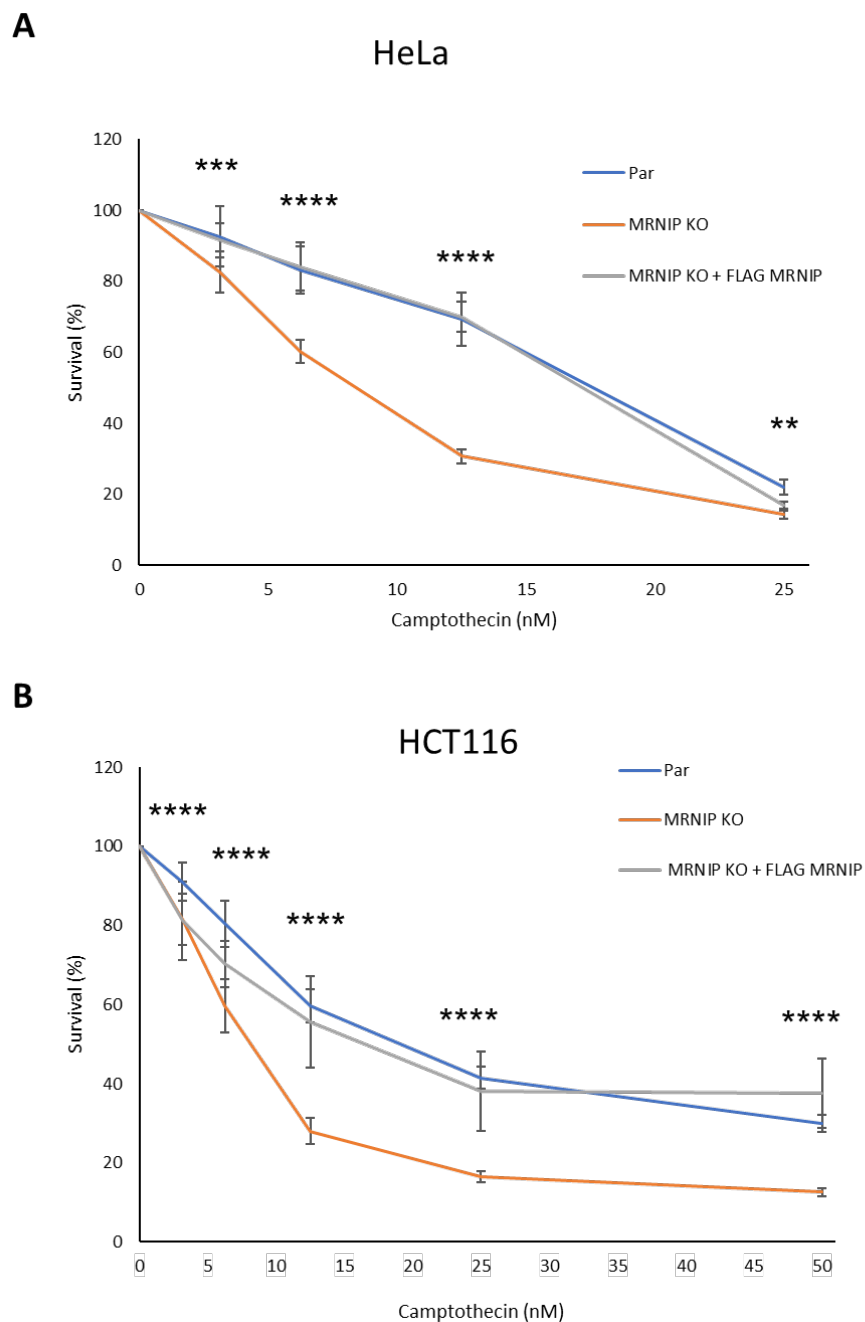 A
HeLa
120
100
80
60
40
20
0
Survival (%)
***
****
****
**
Par
MRNIP KO
MRNIP KO + FLAG MRNIP
0 5 10 15 20 25
Camptothecin (nM)
B
HCT116
120
100
80
60
40
20
0
Survival (%)
****
****
****
****
****
Par
MRNIP KO
MRNIP KO + FLAG MRNIP
0 5 10 15 20 25 30 35 40 45 50
Camptothecin (nM)